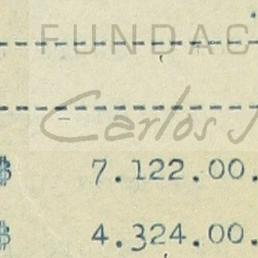 FUNDAC
Carlos J
$ 7.122.00.
$ 4.324.00.